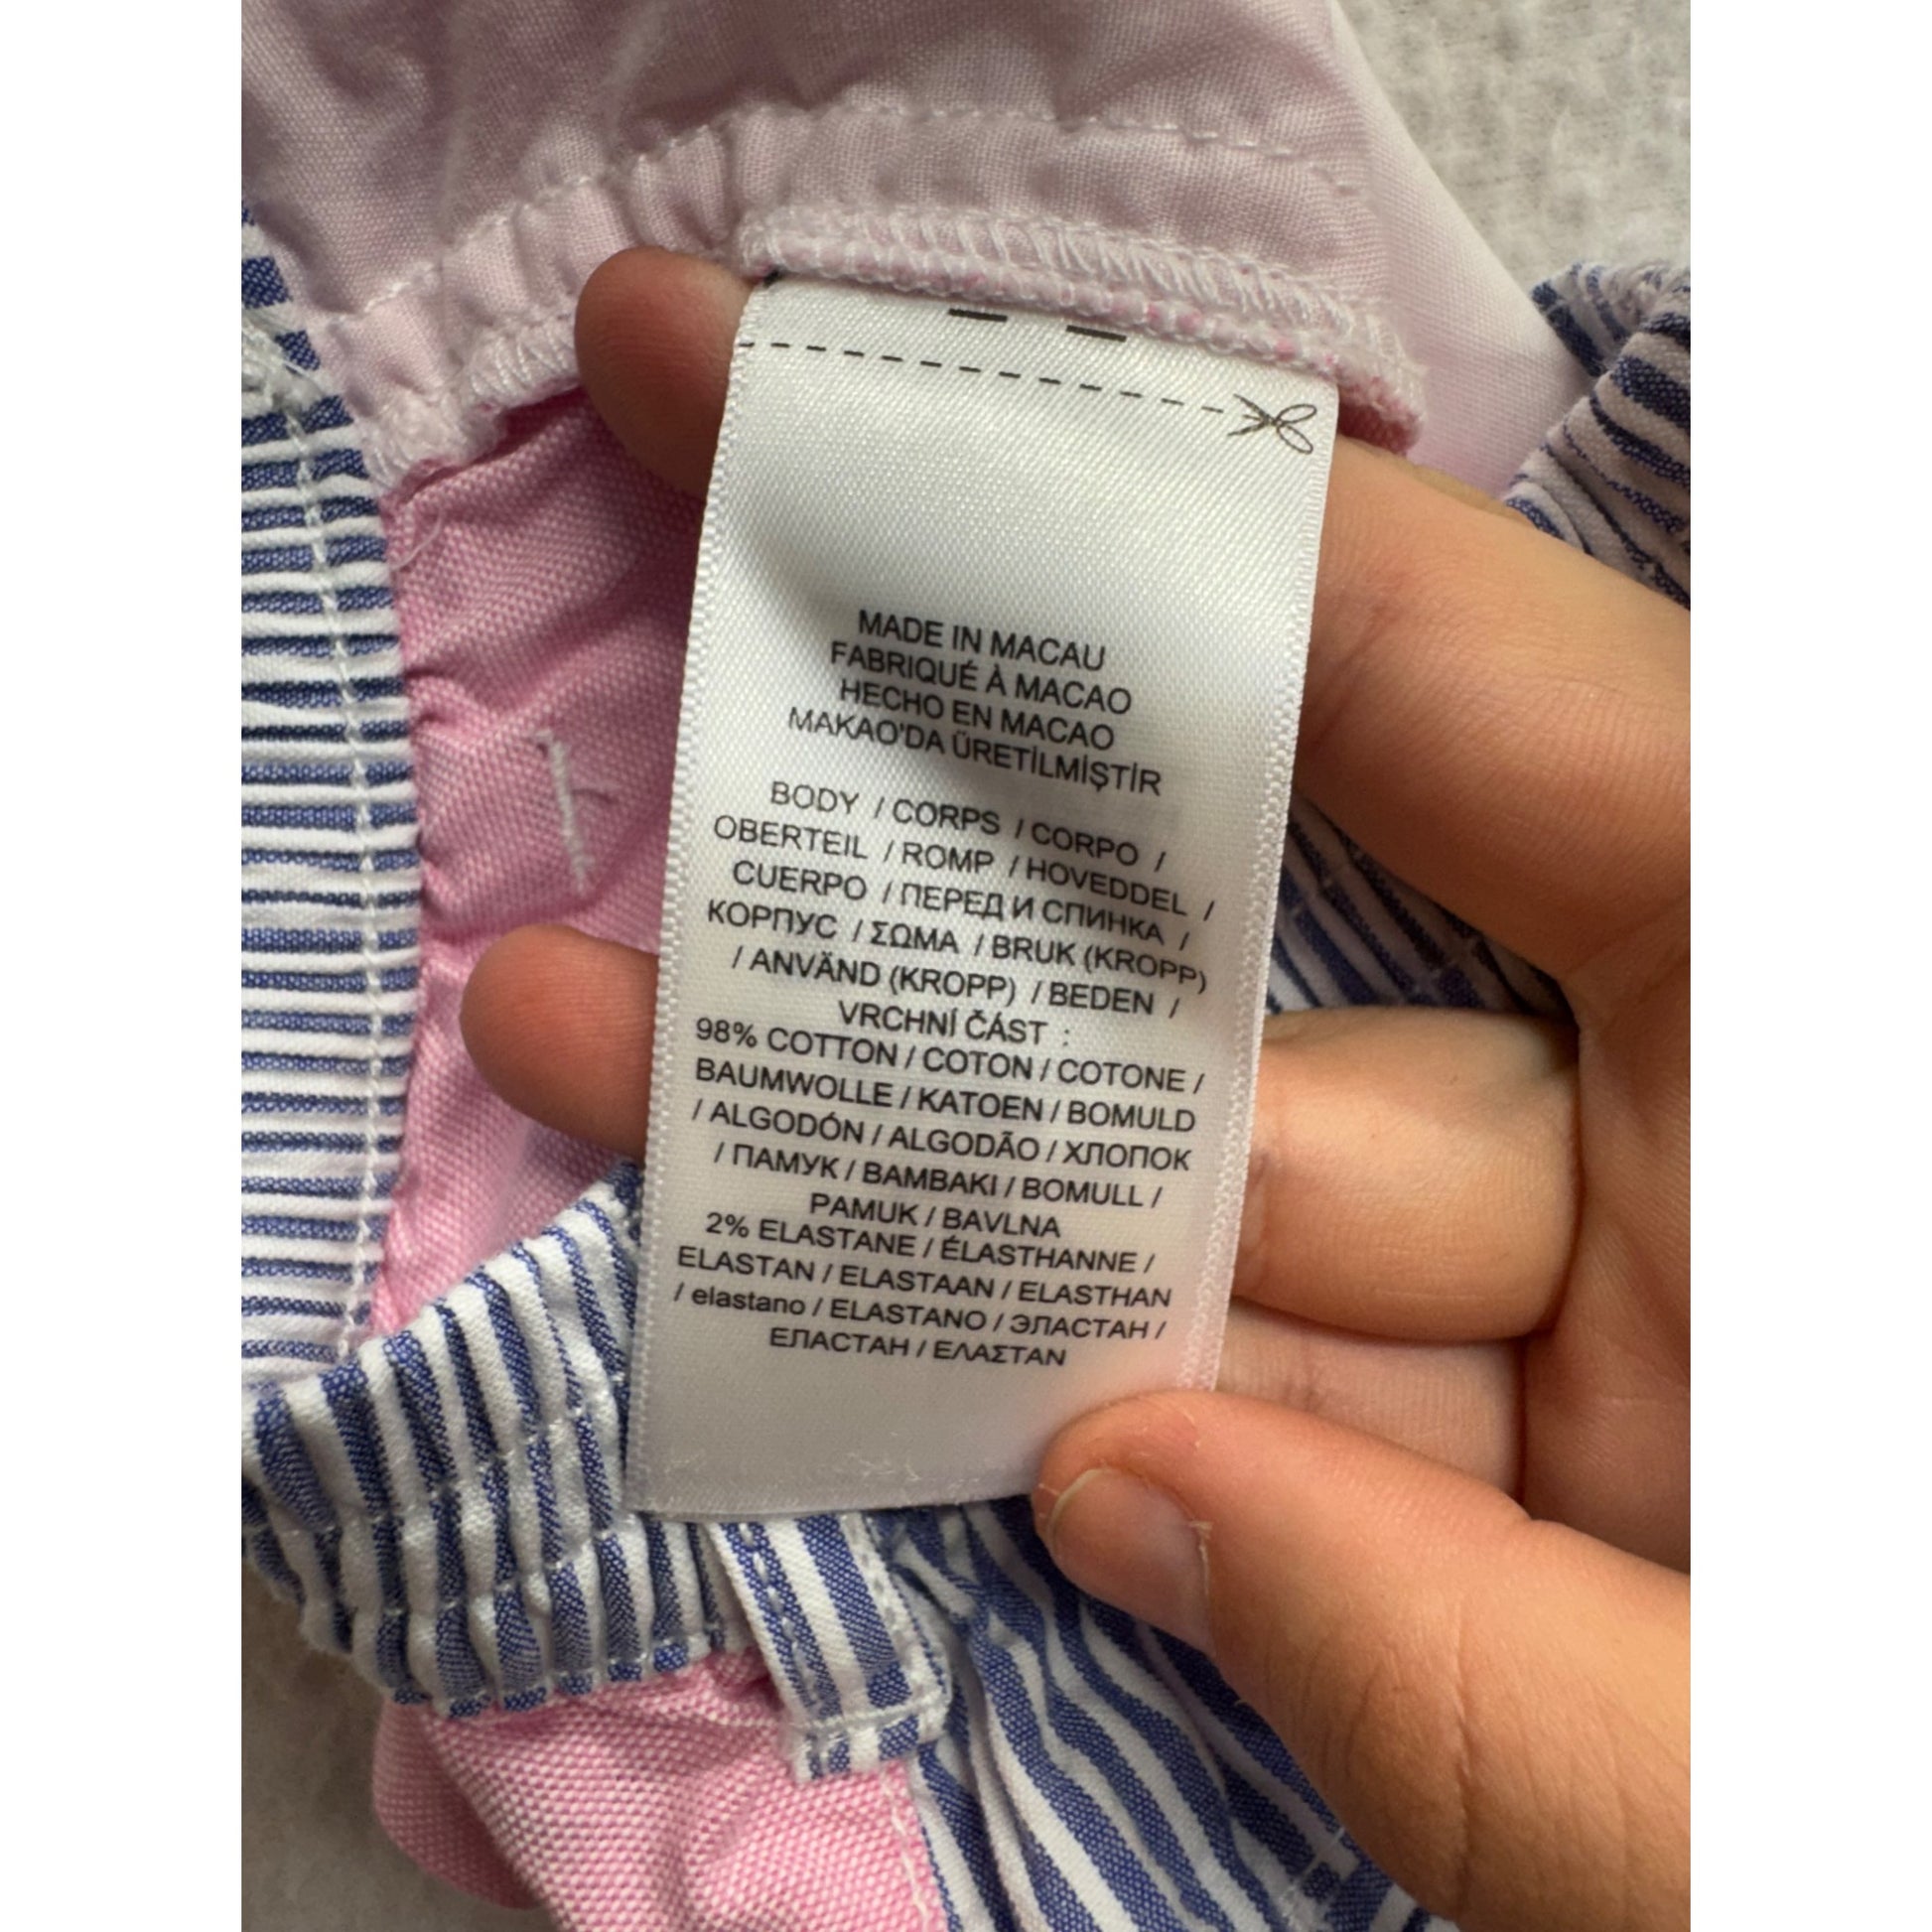 MADE IN MACAU
FABRIQUÉ À MACAO
HECHO EN MACAO
MAKAO'DA ÜRETİLMİŞTİR
BODY / CORPS / CORPO /
OBERTEIL / ROMP / HOVEDDEL /
CUERPO / ПЕРЕД И СПИНКА /
КОРПУС / ΣΩΜΑ / BRUK (KROPP)
/ ANVÄND (KROPP) / BEDEN /
VRCHNÍ ČÁST :
98% COTTON / COTON / COTONE /
BAUMWOLLE / KATOEN / BOMULD
/ ALGODÓN / ALGODÃO / ХЛОПОК
/ ПАМУК / BAMBAKI / BOMULL /
PAMUK / BAVLNA
2% ELASTANE / ÉLASTHANNE /
ELASTAN / ELASTAAN / ELASTHAN
/ elastano / ELASTANO / ЭЛАСТАН /
ЕЛАСТАН / ΕΛΑΣΤΑΝ